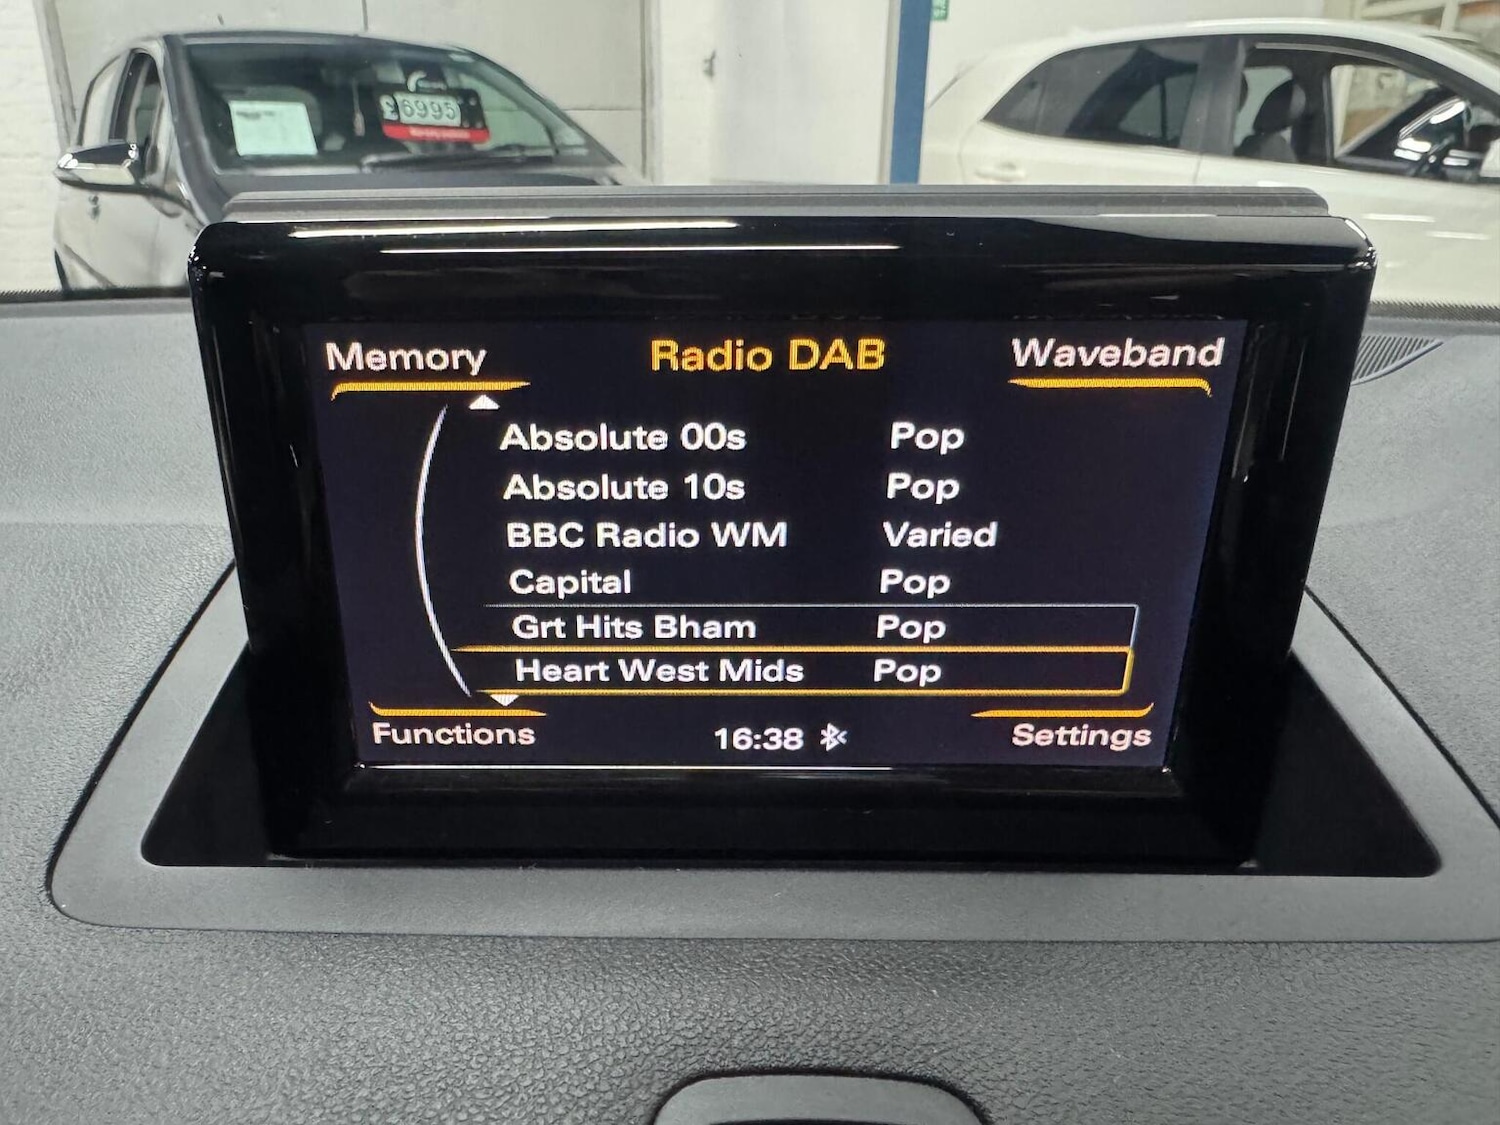 £6995
Memory
Radio DAB
Waveband
Absolute 00s Pop
Absolute 10s Pop
BBC Radio WM Varied
Capital Pop
Grt Hits Bham Pop
Heart West Mids Pop
Functions
16:38
Settings